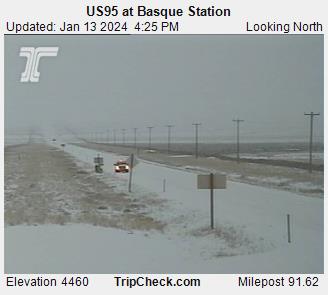 US95 at Basque Station
Updated: Jan 13 2024 4:25 PM Looking North
Elevation 4460 TripCheck.com Milepost 91.62